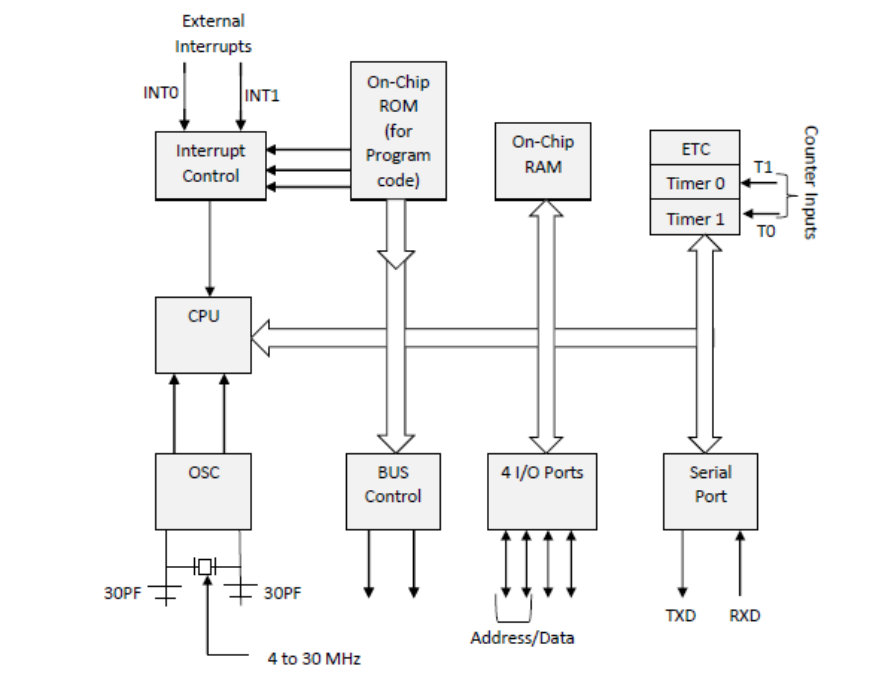 External
Interrupts
INT0
INT1
On-Chip
ROM
(for
Program
code)
Interrupt
Control
On-Chip
RAM
ETC
Timer 0
Timer 1
T1
T0
Counter Inputs
CPU
OSC
BUS
Control
4 I/O Ports
Serial
Port
30PF
30PF
4 to 30 MHz
Address/Data
TXD
RXD